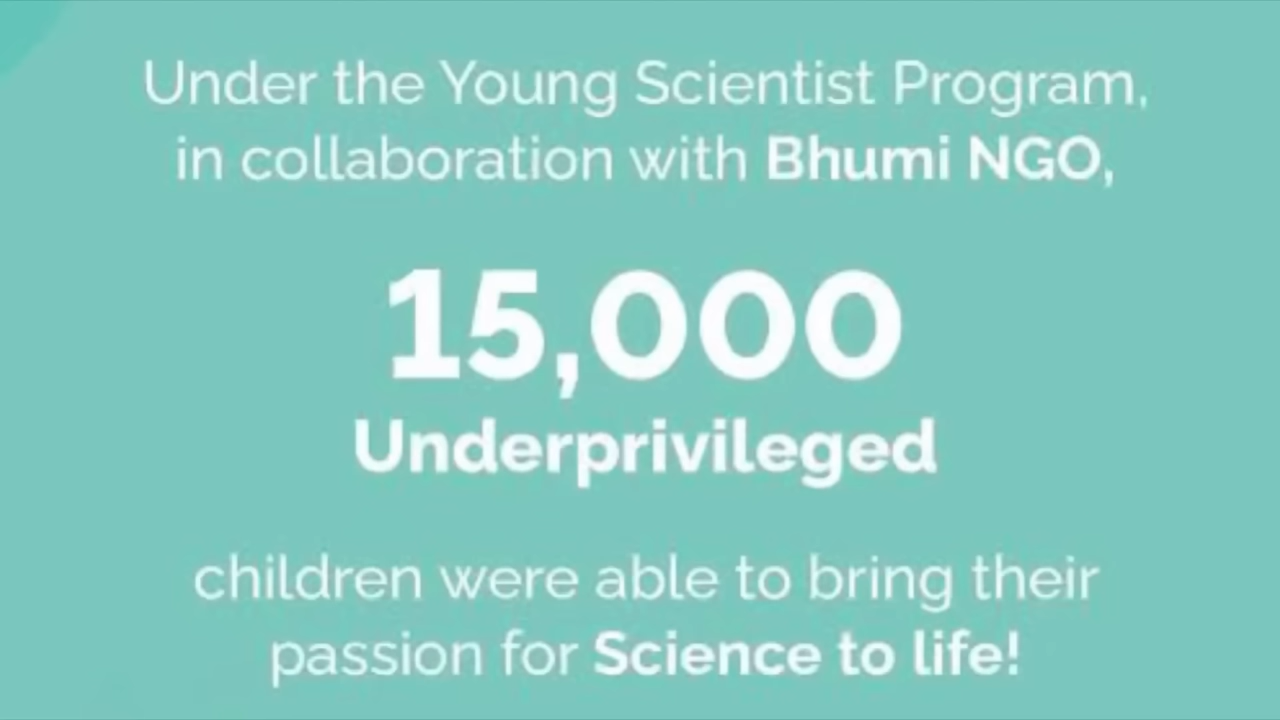 Under the Young Scientist Program,
in collaboration with Bhumi NGO,
15,000
Underprivileged
children were able to bring their
passion for Science to life!